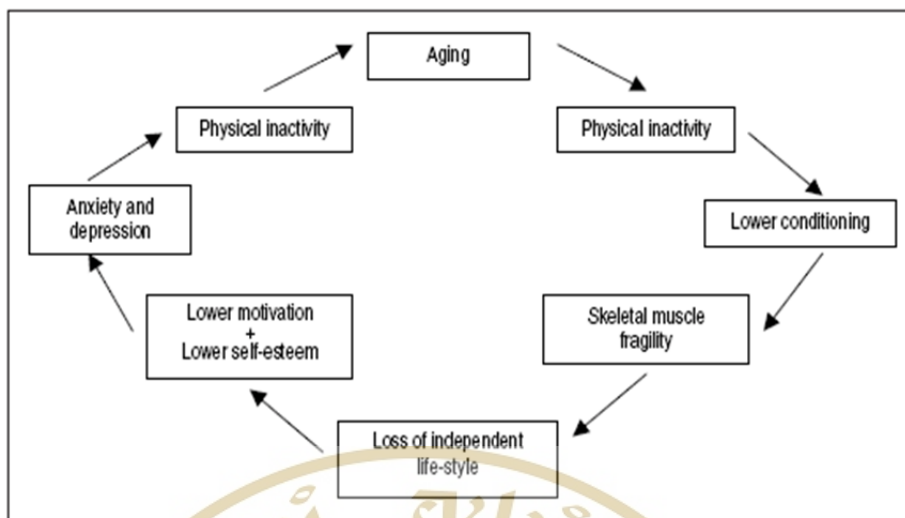 Aging
Physical inactivity
Lower conditioning
Skeletal muscle
fragility
Loss of independent
life-style
Lower motivation
+
Lower self-esteem
Anxiety and
depression
Physical inactivity